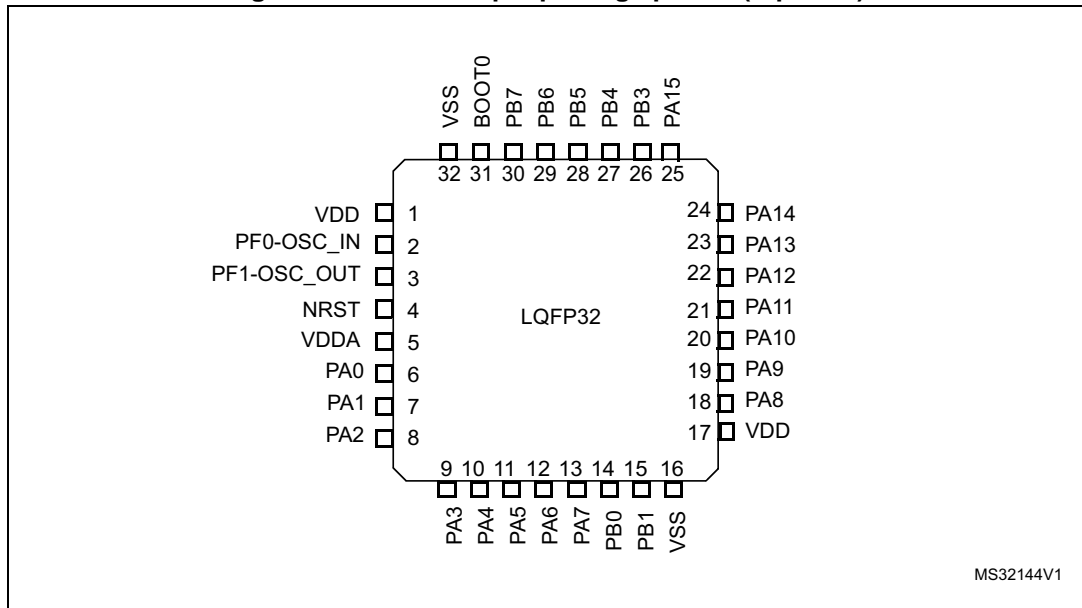 VSS
BOOT0
PB7
PB6
PB5
PB4
PB3
PA15
32 31 30 29 28 27 26 25
VDD 1
PF0-OSC_IN 2
PF1-OSC_OUT 3
NRST 4
VDDA 5
PA0 6
PA1 7
PA2 8
LQFP32
24 PA14
23 PA13
22 PA12
21 PA11
20 PA10
19 PA9
18 PA8
17 VDD
9 10 11 12 13 14 15 16
PA3
PA4
PA5
PA6
PA7
PB0
PB1
VSS
MS32144V1